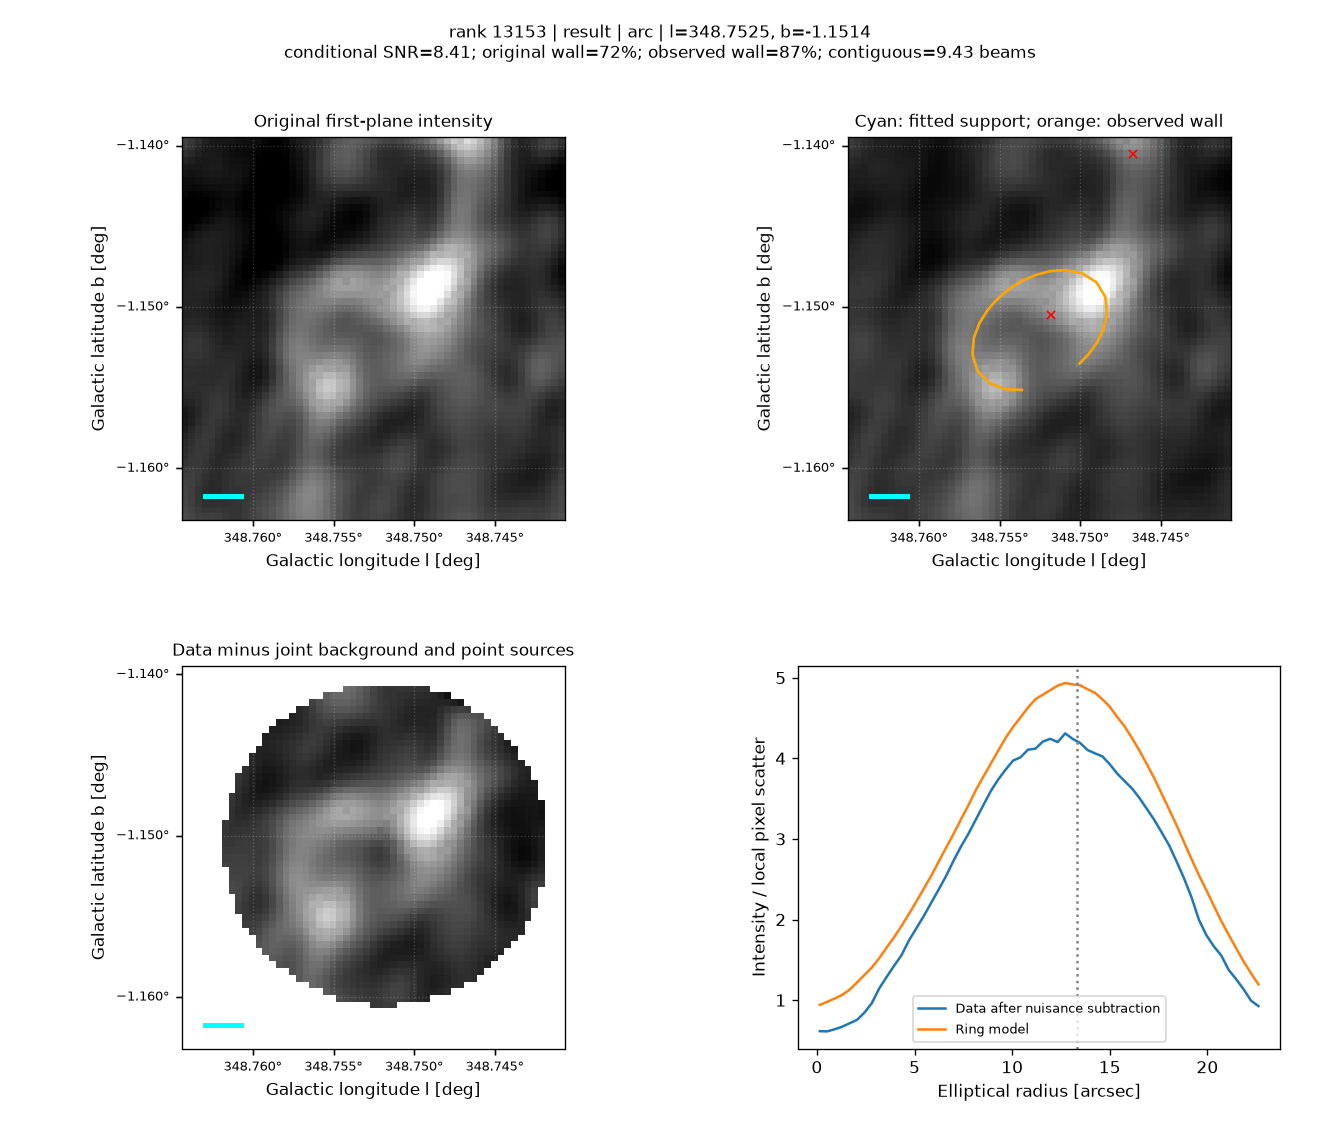 rank 13153 | result | arc | l=348.7525, b=-1.1514
conditional SNR=8.41; original wall=72%; observed wall=87%; contiguous=9.43 beams
Original first-plane intensity
−1.140°
−1.150°
−1.160°
Galactic latitude b [deg]
348.760° 348.755° 348.750° 348.745°
Galactic longitude l [deg]
Cyan: fitted support; orange: observed wall
−1.140°
−1.150°
−1.160°
Galactic latitude b [deg]
348.760° 348.755° 348.750° 348.745°
Galactic longitude l [deg]
Data minus joint background and point sources
−1.140°
−1.150°
−1.160°
Galactic latitude b [deg]
348.760° 348.755° 348.750° 348.745°
Galactic longitude l [deg]
5
4
3
2
1
Intensity / local pixel scatter
Data after nuisance subtraction
Ring model
0 5 10 15 20
Elliptical radius [arcsec]